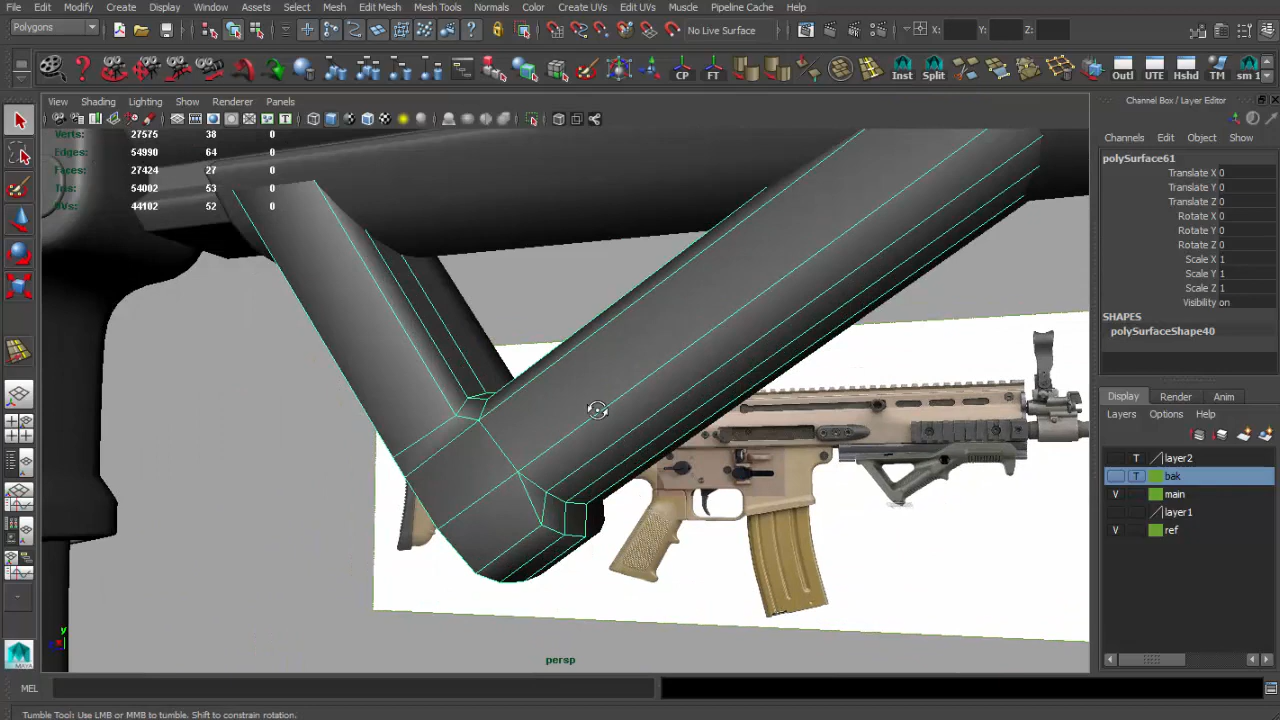 File Edit Modify Create Display Window Assets Select Mesh Edit Mesh Mesh Tools Normals Color Create UVs Edit UVs Muscle Pipeline Cache Help
Polygons
No Live Surface
X: Y: Z:
CP FT Inst Split Outl UTE Hshd TM sm 1
View Shading Lighting Show Renderer Panels
Verts: 27575 38 0
Edges: 54990 64 0
Faces: 27424 27 0
Tris: 54002 53 0
UVs: 44102 52 0
Channel Box / Layer Editor
Channels Edit Object Show
polySurface61
Translate X 0
Translate Y 0
Translate Z 0
Rotate X 0
Rotate Y 0
Rotate Z 0
Scale X 1
Scale Y 1
Scale Z 1
Visibility on
SHAPES
polySurfaceShape40
Display Render Anim
Layers Options Help
T layer2
T bak
V main
layer1
V ref
y
persp
MEL
Tumble Tool: Use LMB or MMB to tumble. Shift to constrain rotation.